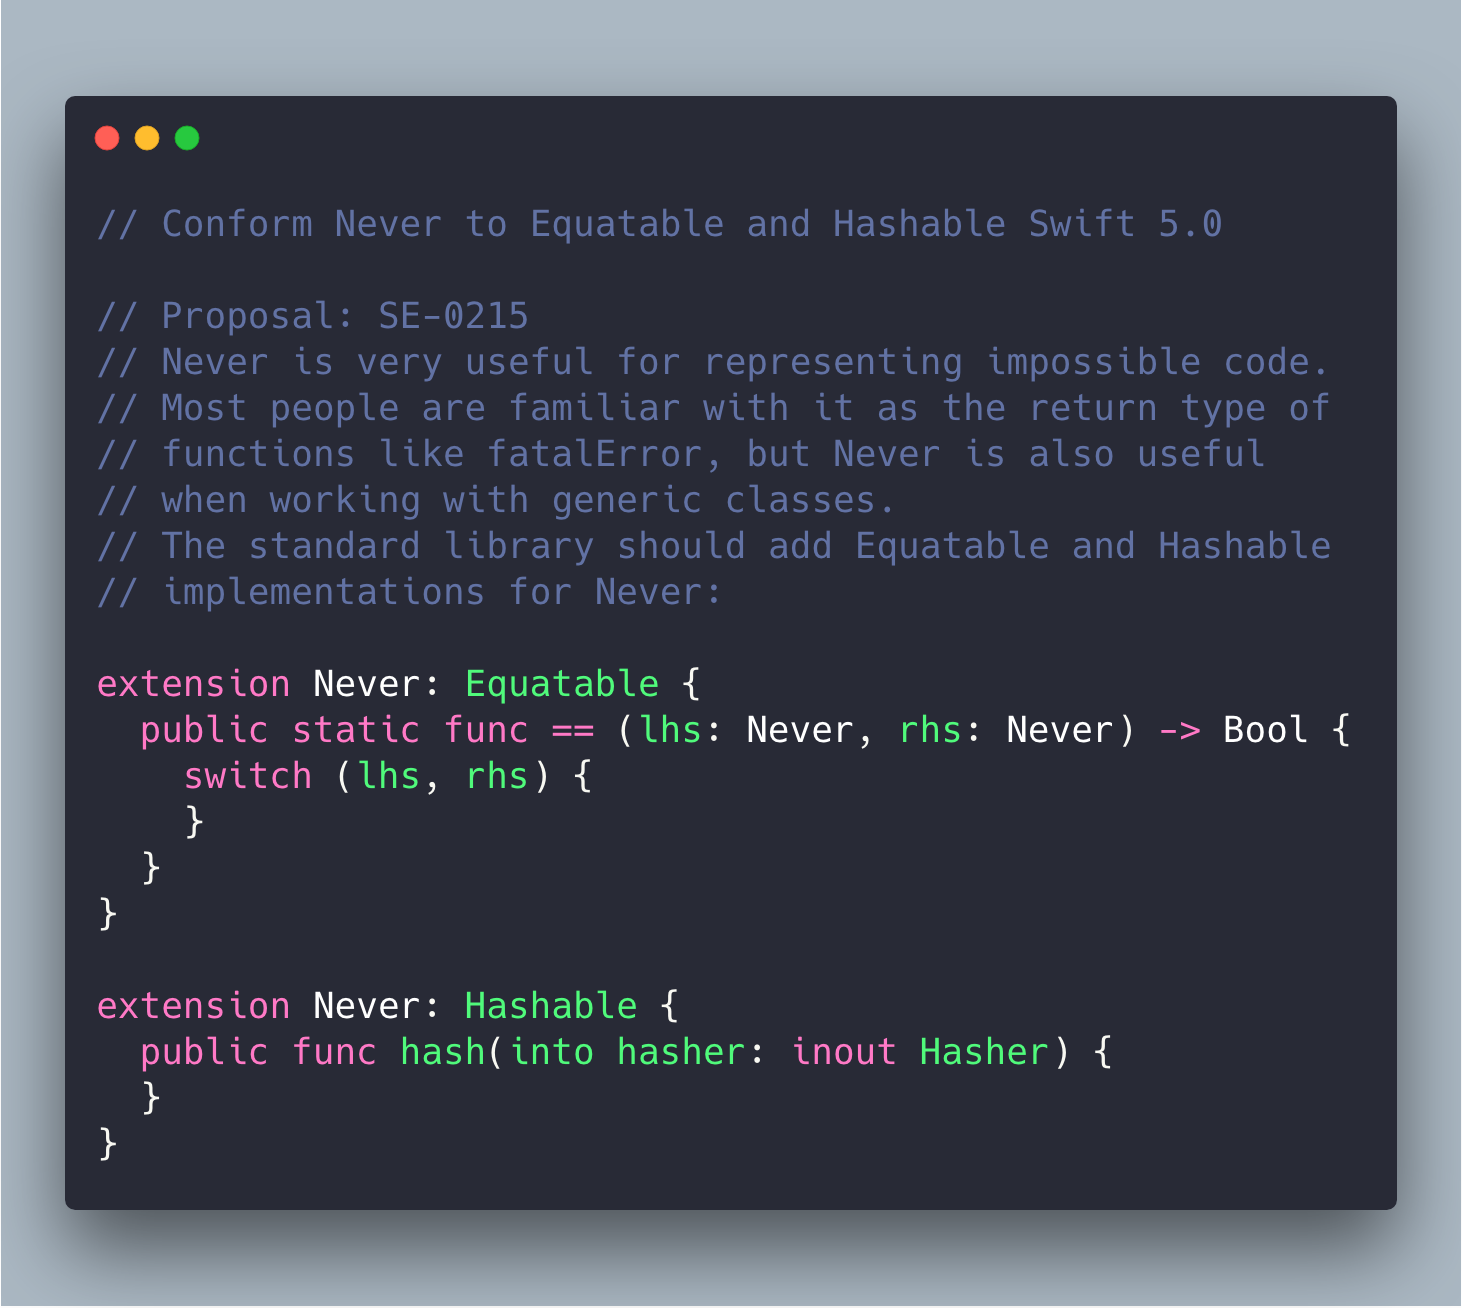 // Conform Never to Equatable and Hashable Swift 5.0

// Proposal: SE-0215
// Never is very useful for representing impossible code.
// Most people are familiar with it as the return type of
// functions like fatalError, but Never is also useful
// when working with generic classes.
// The standard library should add Equatable and Hashable
// implementations for Never:

extension Never: Equatable {
  public static func == (lhs: Never, rhs: Never) -> Bool {
    switch (lhs, rhs) {
    }
  }
}

extension Never: Hashable {
  public func hash(into hasher: inout Hasher) {
  }
}